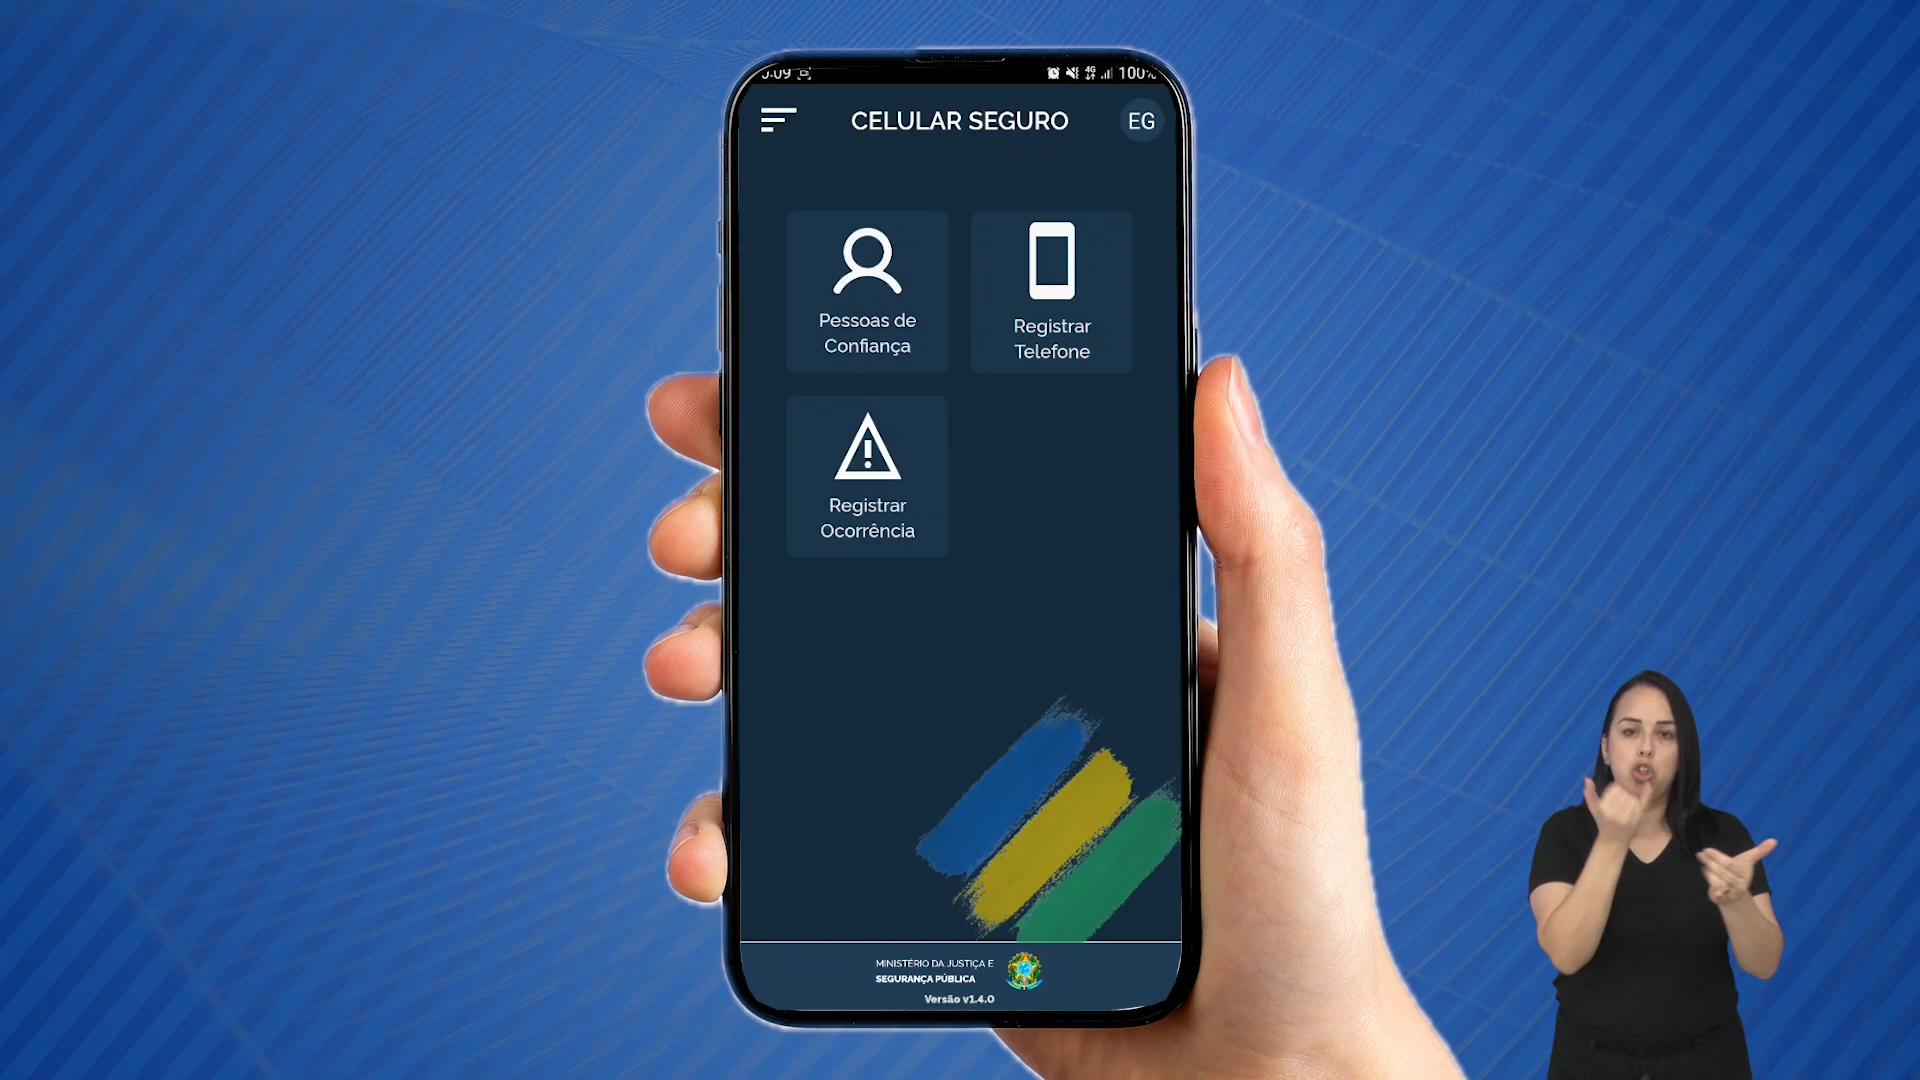 CELULAR SEGURO
EG
4G
100%
Pessoas de
Confiança
Registrar
Telefone
Registrar
Ocorrência
MINISTÉRIO DA JUSTIÇA E
SEGURANÇA PÚBLICA
Versão v1.4.0